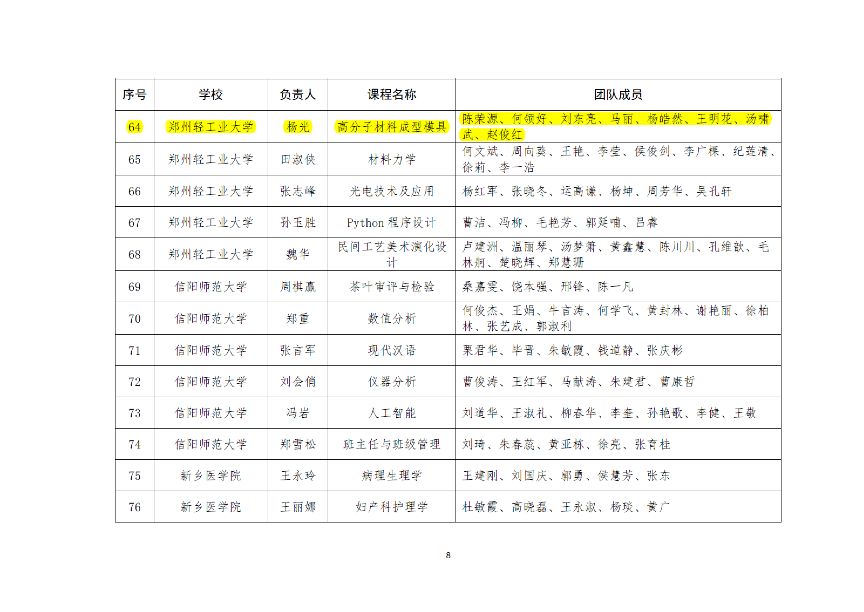 序号 学校 负责人 课程名称 团队成员
64 郑州轻工业大学 杨光 高分子材料成型模具 陈荣源、何领好、刘东亮、马丽、杨皓然、王明花、汤啸
武、赵俊红
65 郑州轻工业大学 田淑侠 材料力学 何文斌、周向葵、王艳、李莹、侯俊剑、李广棵、纪莲清、
徐莉、李一浩
66 郑州轻工业大学 张志峰 光电技术及应用 杨红军、张晓冬、运高谦、杨坤、周芳华、吴孔轩
67 郑州轻工业大学 孙玉胜 Python 程序设计 曹洁、冯柳、毛艳芳、郭延哺、吕睿
68 郑州轻工业大学 魏华 民间工艺美术演化设
计 卢建洲、温丽琴、汤梦箫、黄鑫慧、陈川川、孔维歆、毛
林炯、楚晓辉、郑慧珊
69 信阳师范大学 周棋赢 茶叶审评与检验 桑嘉雯、饶本强、邢锋、陈一凡
70 信阳师范大学 郑重 数值分析 何俊杰、王娟、牛言涛、何学飞、黄封林、谢艳丽、徐柏
林、张艺成、郭淑利
71 信阳师范大学 张言军 现代汉语 栗君华、毕晋、朱敏霞、钱道静、张庆彬
72 信阳师范大学 刘会俏 仪器分析 曹俊涛、王红军、马献涛、朱建君、曹康哲
73 信阳师范大学 冯岩 人工智能 刘道华、王淑礼、柳春华、李奎、孙艳歌、李健、王敬
74 信阳师范大学 郑雪松 班主任与班级管理 刘琦、朱春蕊、黄亚栋、徐亮、张育桂
75 新乡医学院 王永玲 病理生理学 王建刚、刘国庆、郭勇、侯慧芳、张东
76 新乡医学院 王丽娜 妇产科护理学 杜敏霞、高晓磊、王永淑、杨琰、黄广
8